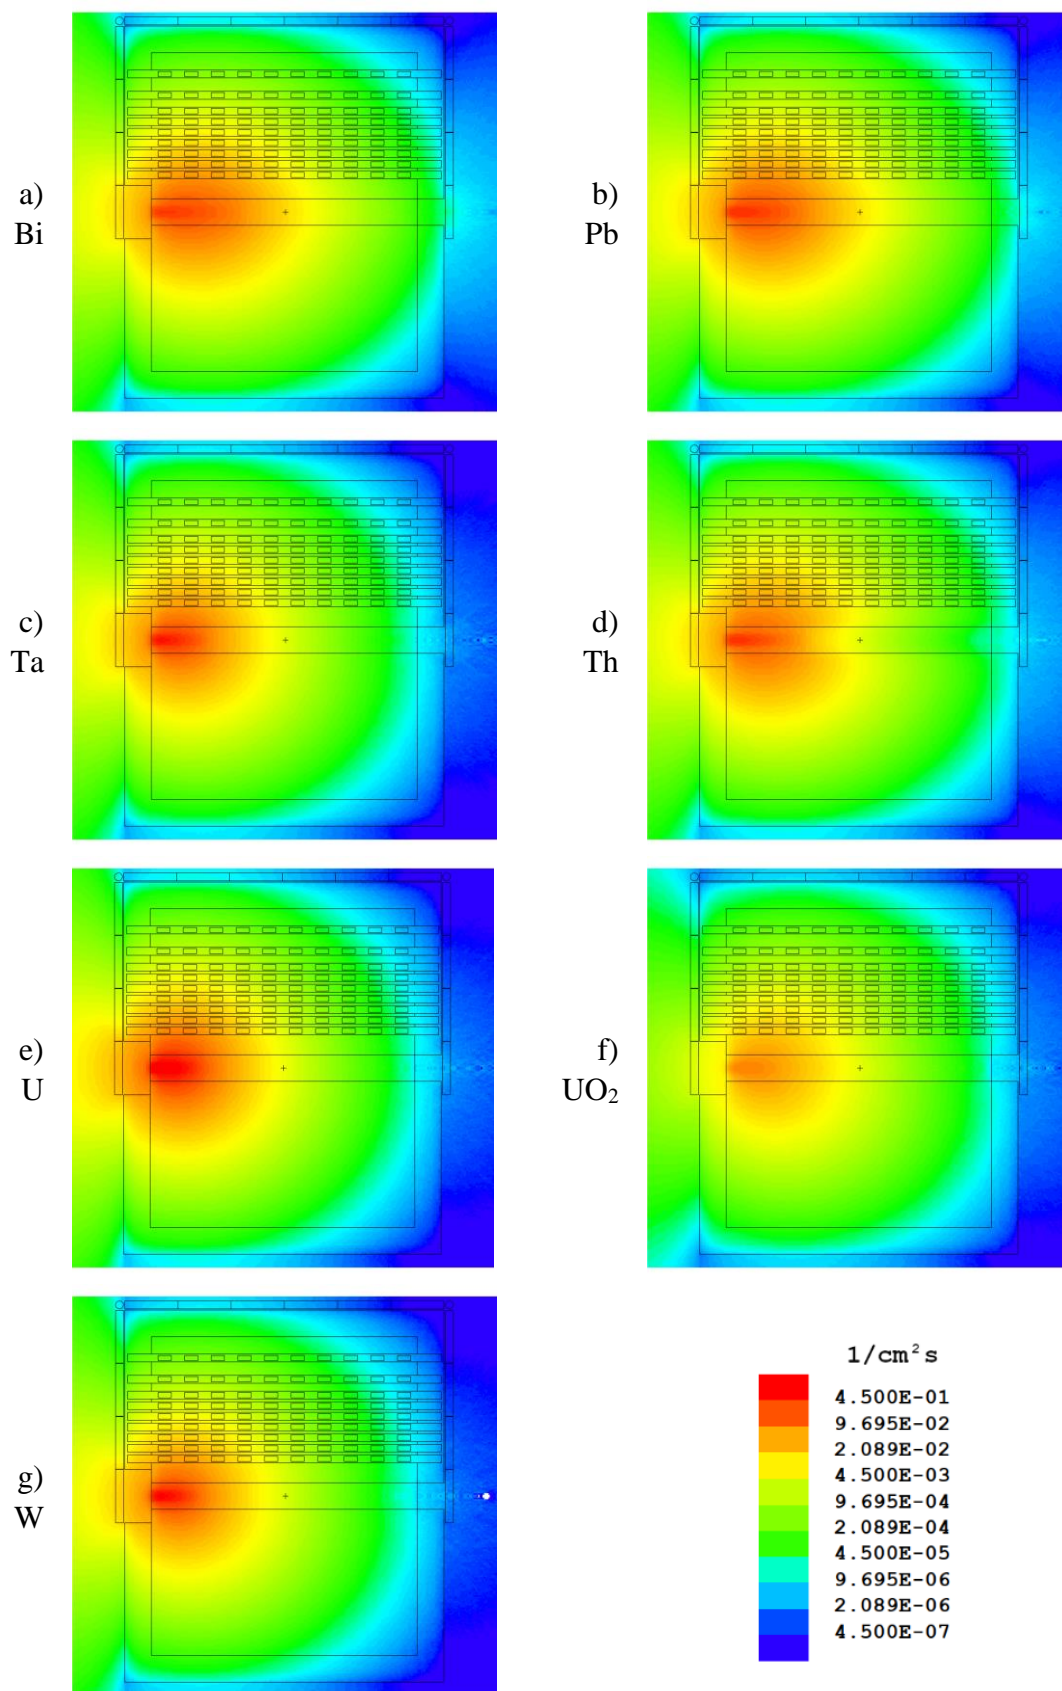 a)
Bi
b)
Pb
c)
Ta
d)
Th
e)
U
f)
UO₂
g)
W
1/cm²s
4.500E-01
9.695E-02
2.089E-02
4.500E-03
9.695E-04
2.089E-04
4.500E-05
9.695E-06
2.089E-06
4.500E-07